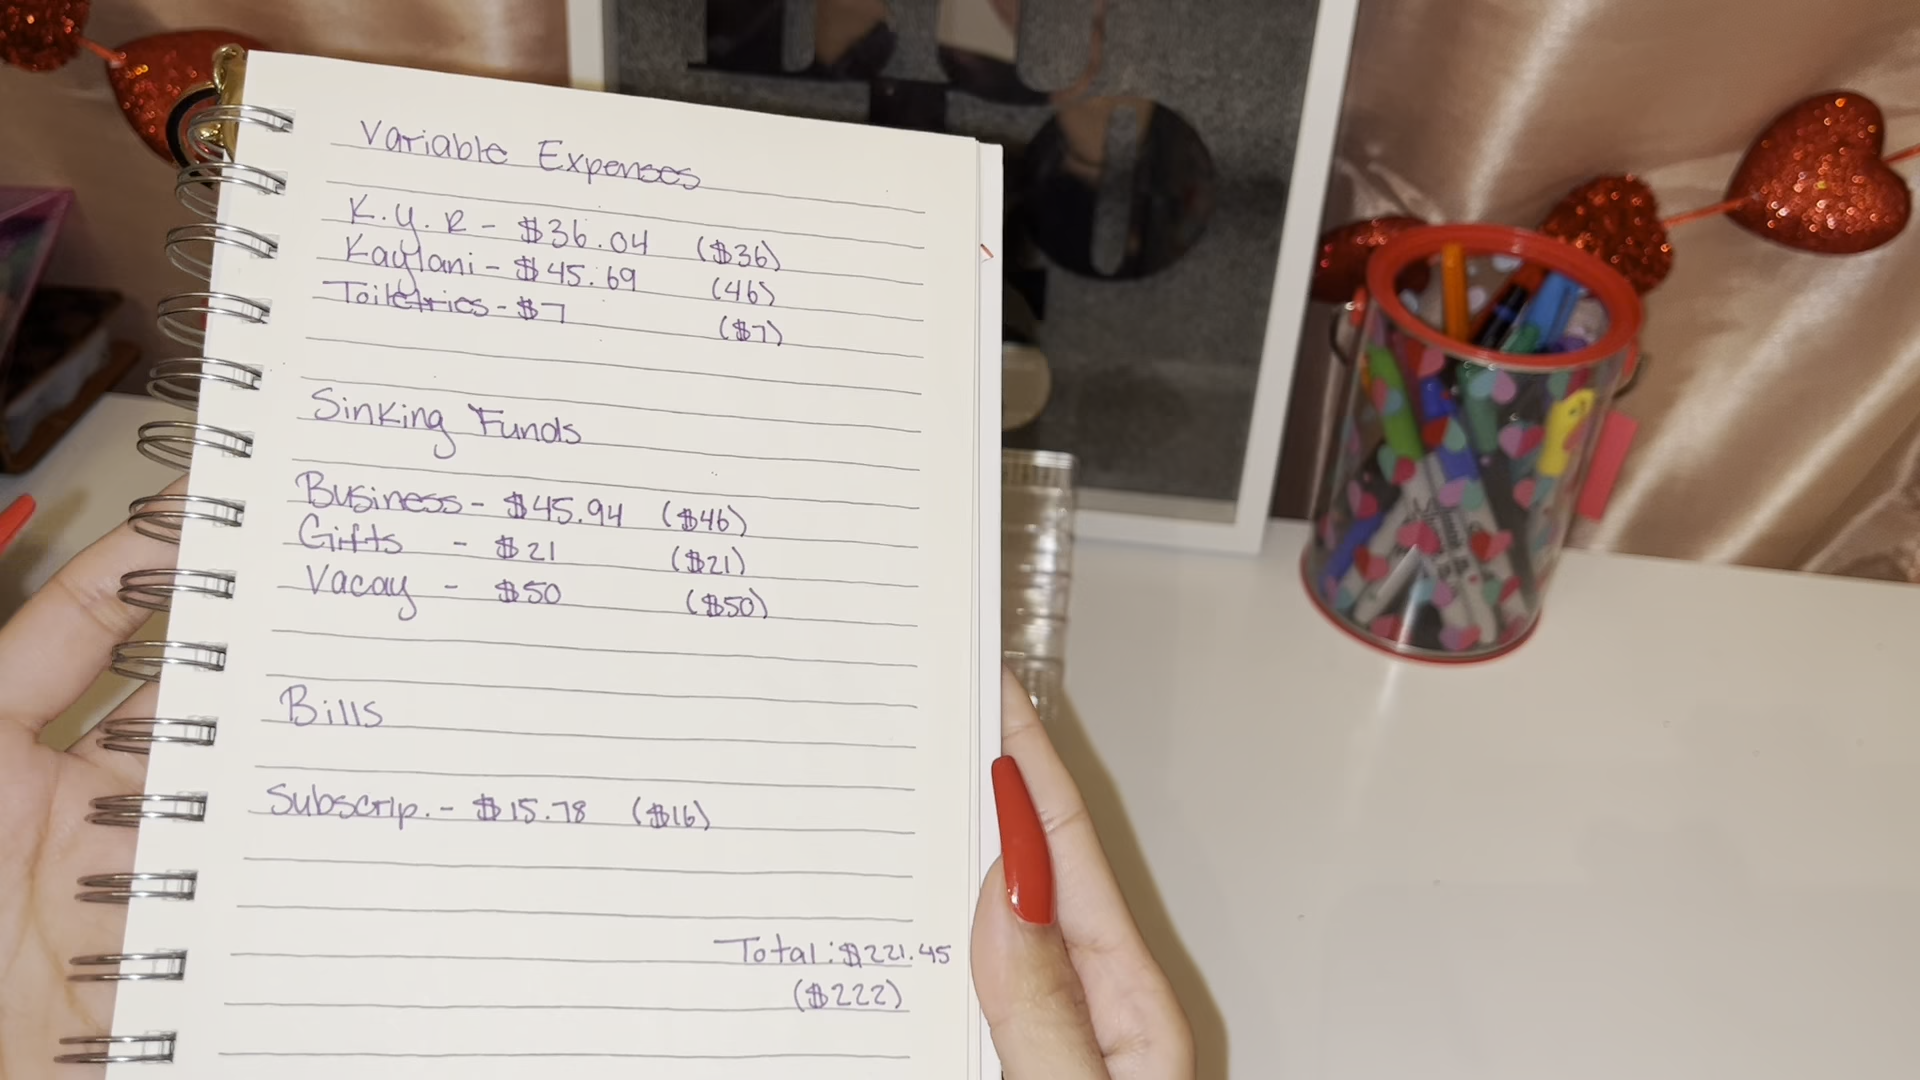 Variable Expenses
K.Y.R - $36.04 ($36)
Kaylani - $45.69 (46)
Toiletries - $7 ($7)
Sinking Funds
Business - $45.94 ($46)
Gifts - $21 ($21)
Vacay - $50 ($50)
Bills
Subscrip. - $15.78 ($16)
Total: $221.45
($222)